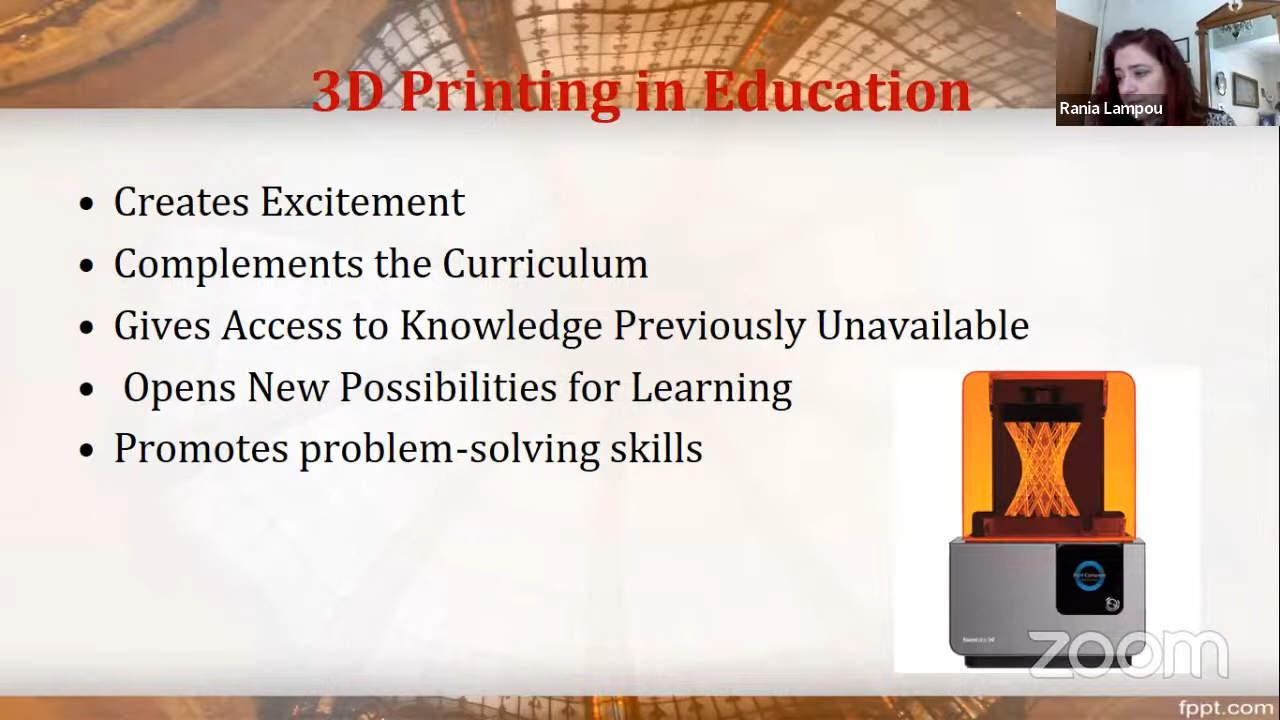 3D Printing in Education
Rania Lampou
• Creates Excitement
• Complements the Curriculum
• Gives Access to Knowledge Previously Unavailable
• Opens New Possibilities for Learning
• Promotes problem-solving skills
zoom
fppt.com